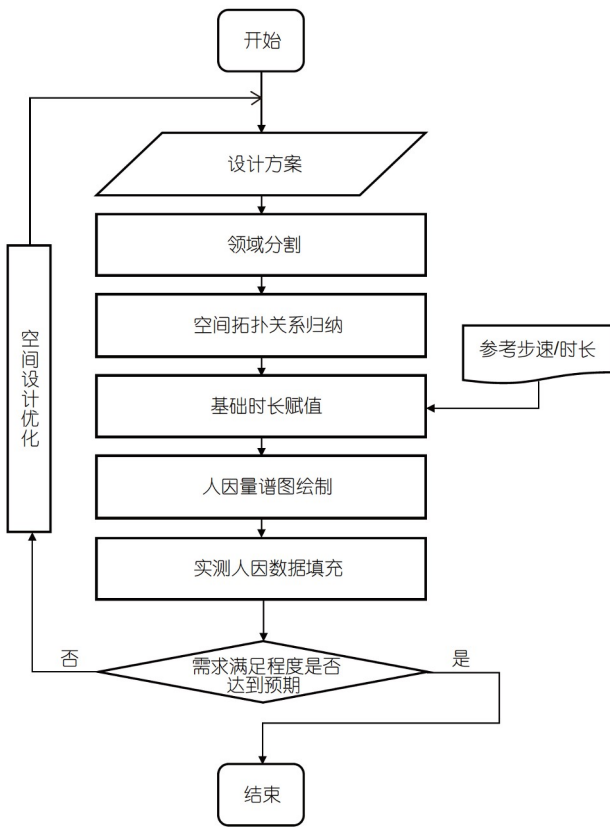 开始
设计方案
领域分割
空间拓扑关系归纳
参考步速/时长
基础时长赋值
空间设计优化
人因量谱图绘制
实测人因数据填充
否
需求满足程度是否
达到预期
是
结束